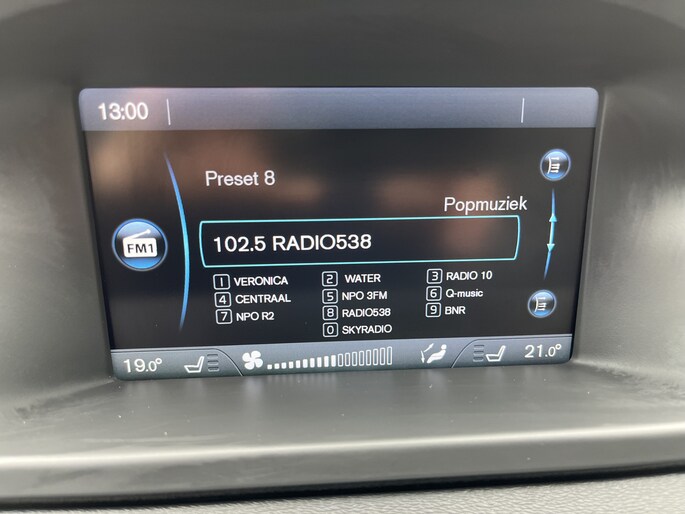 13:00
Preset 8
Popmuziek
FM1
102.5 RADIO538
1 VERONICA 2 WATER 3 RADIO 10
4 CENTRAAL 5 NPO 3FM 6 Q-music
7 NPO R2 8 RADIO538 9 BNR
0 SKYRADIO
19.0° 21.0°